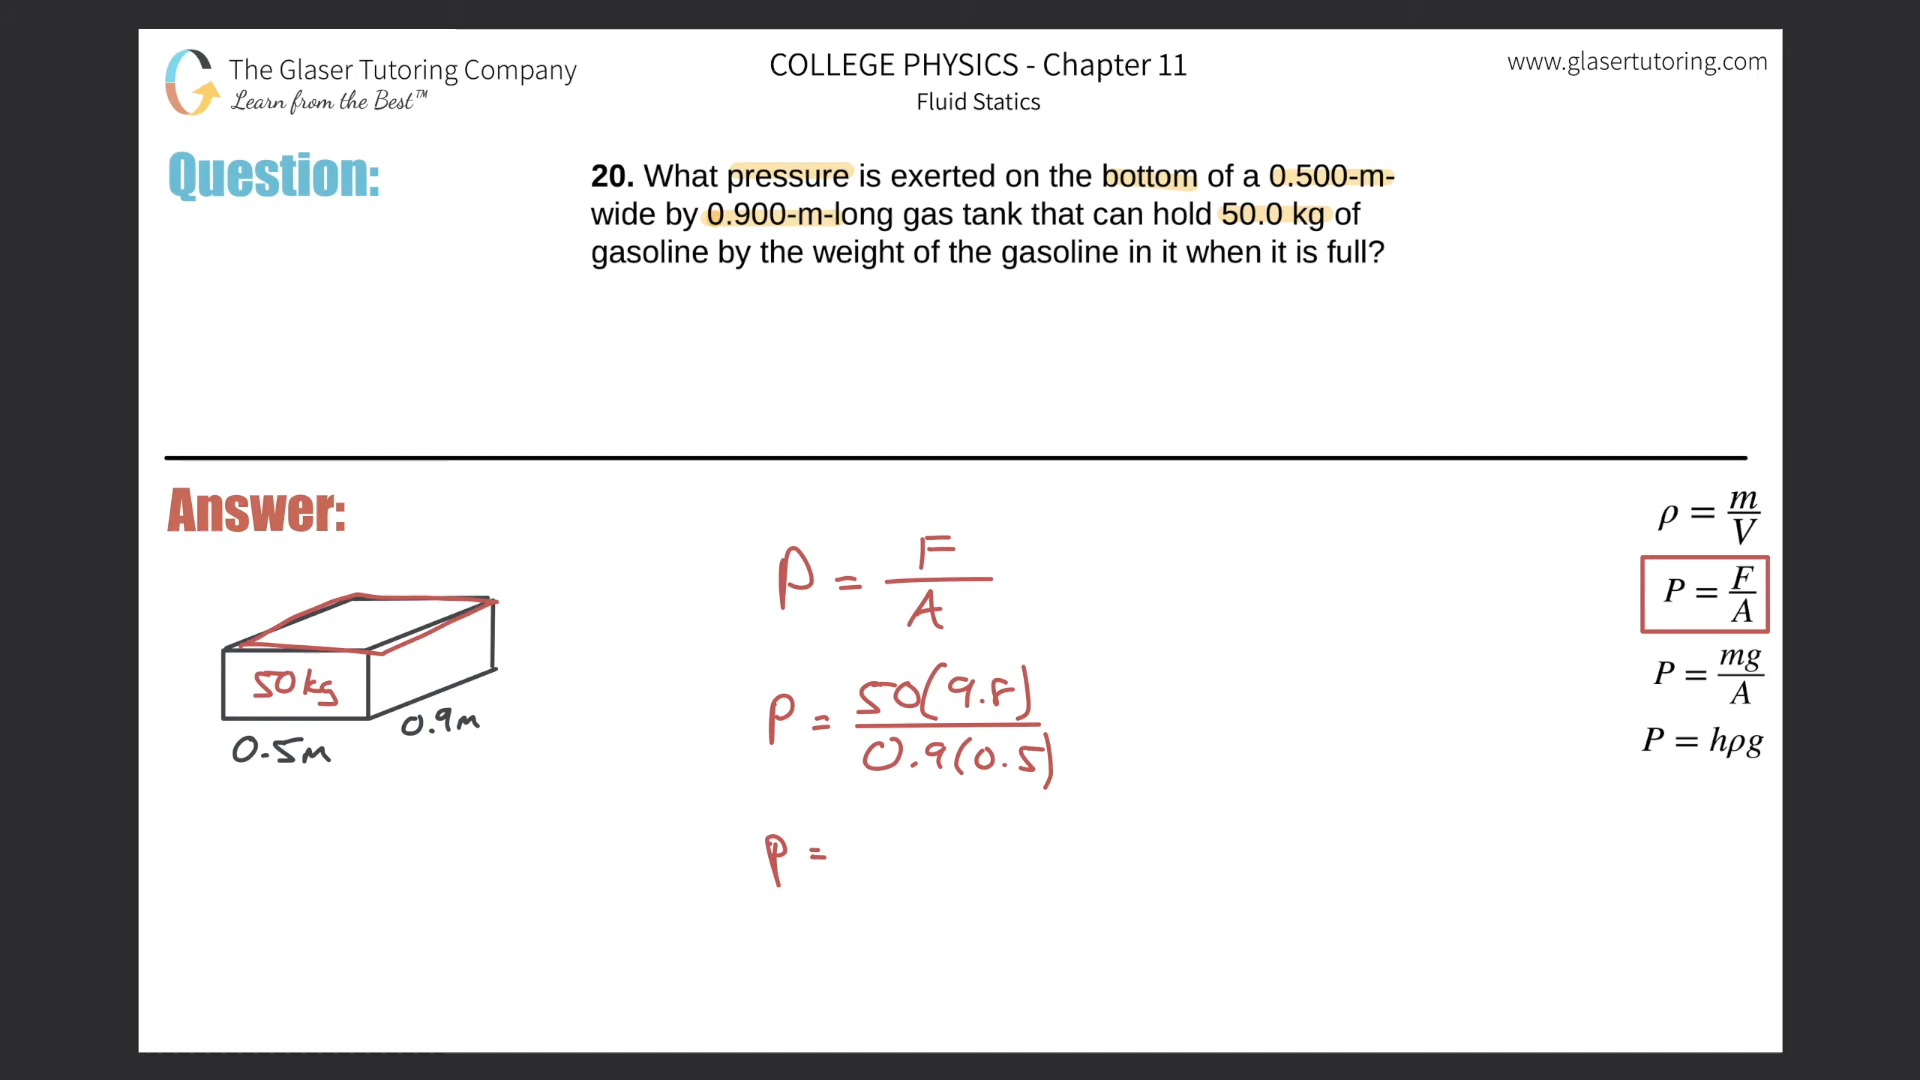 The Glaser Tutoring Company
Learn from the Best™
COLLEGE PHYSICS - Chapter 11
Fluid Statics
www.glasertutoring.com
Question:
20. What pressure is exerted on the bottom of a 0.500-m-
wide by 0.900-m-long gas tank that can hold 50.0 kg of
gasoline by the weight of the gasoline in it when it is full?
Answer:
50 kg
0.5m
0.9m
P = F/A
P = 50(9.8)/0.9(0.5)
P =
ρ = m/V
P = F/A
P = mg/A
P = hρg